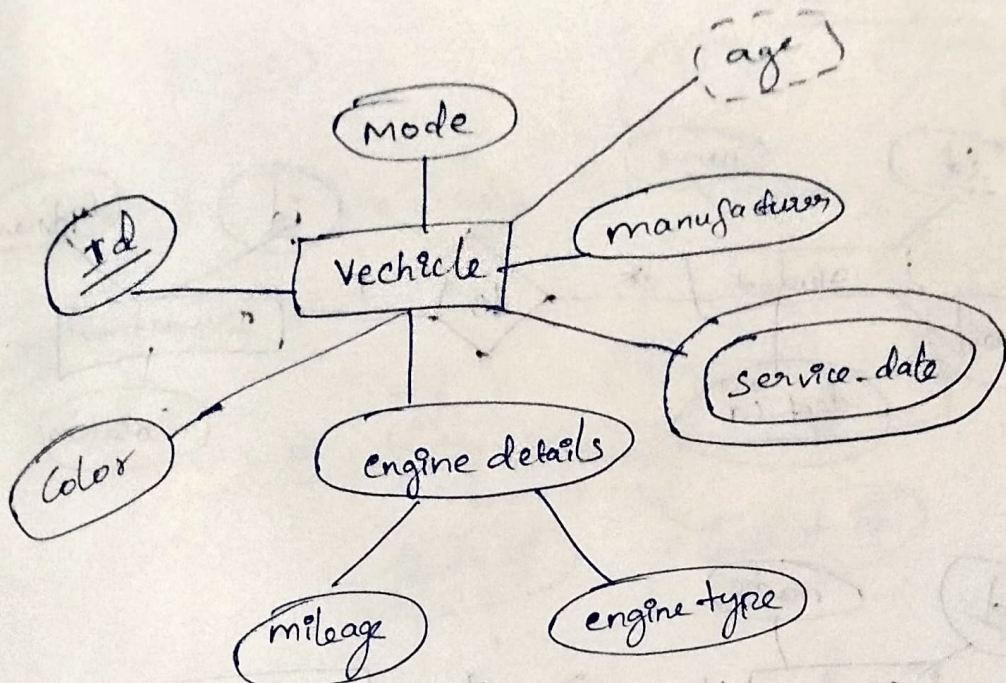 age
Mode
id
manufacturer
Vechicle
service-date
Color
engine details
mileage
engine type